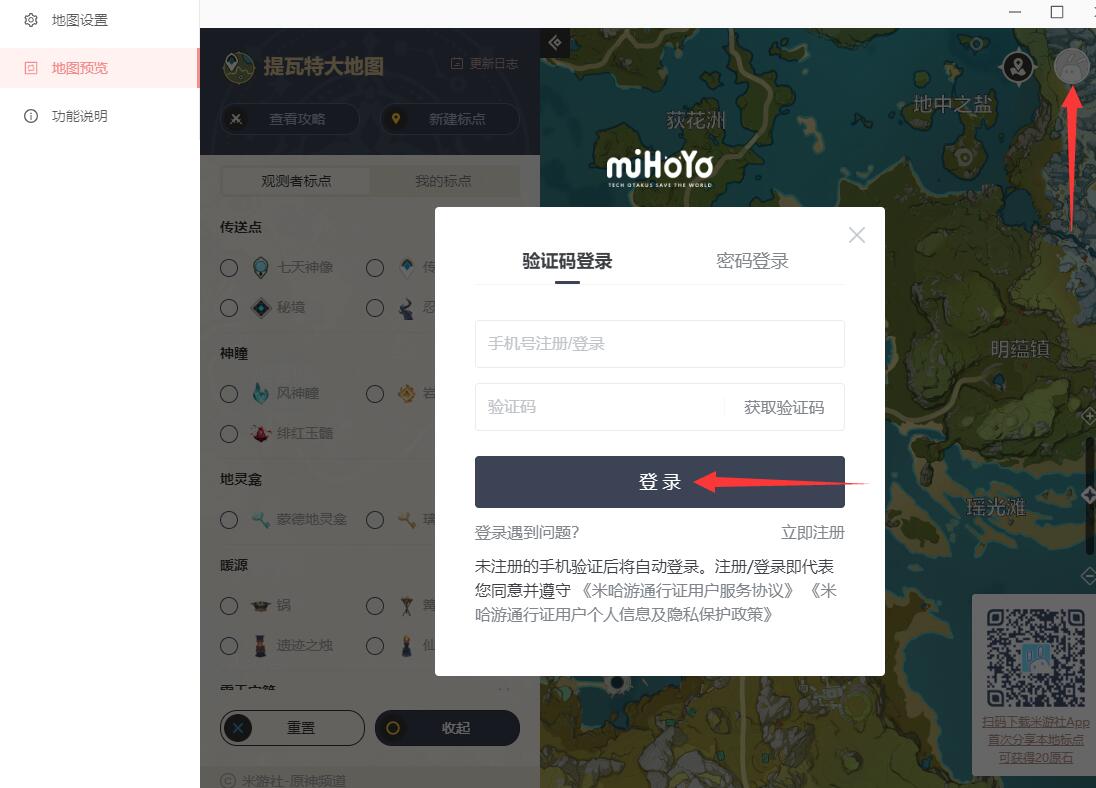 地图设置
地图预览
功能说明
提瓦特大地图
更新日志
查看攻略
新建标点
观测者标点
我的标点
传送点
七天神像
传
秘境
忍
神瞳
风神瞳
岩
绯红玉髓
地灵龛
蒙德地灵龛
璃
暖源
锅
篝
遗迹之烛
仙
重置
收起
米游社-原神频道
荻花洲
地中之盐
明蕴镇
瑶光滩
miHoYo
TECH OTAKUS SAVE THE WORLD
验证码登录
密码登录
手机号注册/登录
验证码
获取验证码
登录
登录遇到问题?
立即注册
未注册的手机验证后将自动登录。注册/登录即代表
您同意并遵守《米哈游通行证用户服务协议》《米
哈游通行证用户个人信息及隐私保护政策》
扫码下载米游社App
首次分享本地标点
可获得20原石